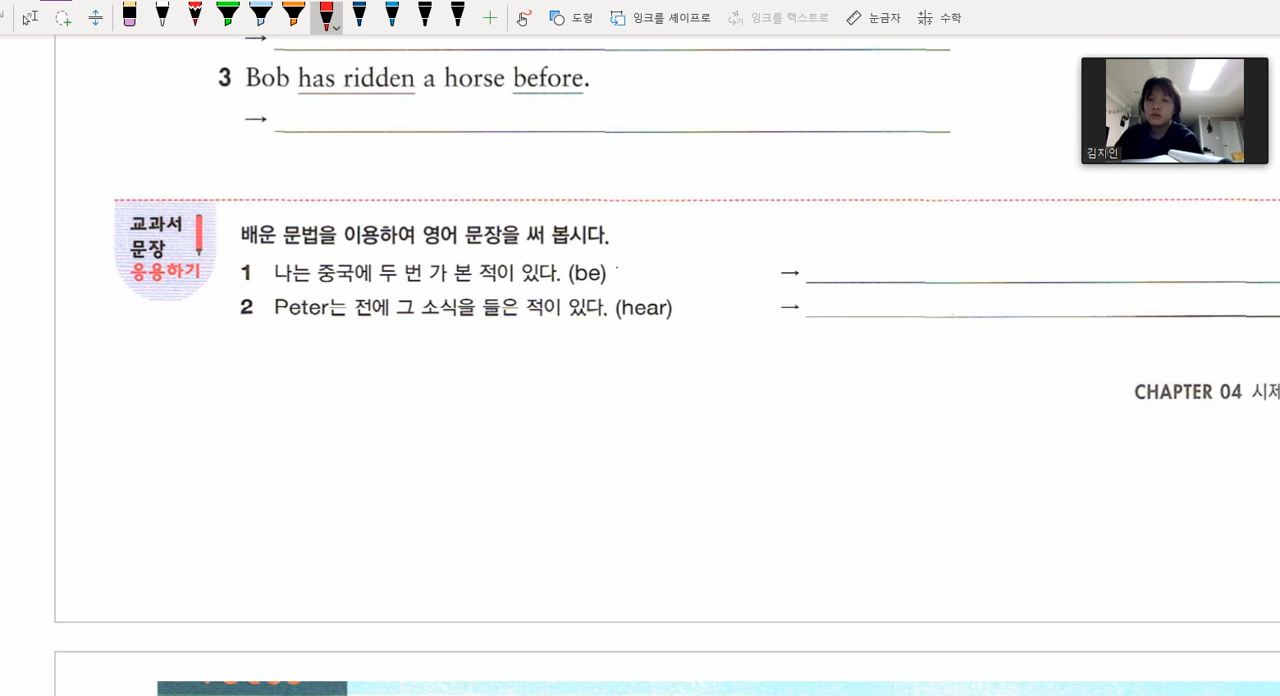 도형
잉크를 셰이프로
잉크를 텍스트로
눈금자
수학
→
3 Bob has ridden a horse before.
→
김지인
교과서
문장
응용하기
배운 문법을 이용하여 영어 문장을 써 봅시다.
1 나는 중국에 두 번 가 본 적이 있다. (be) →
2 Peter는 전에 그 소식을 들은 적이 있다. (hear) →
CHAPTER 04 시제